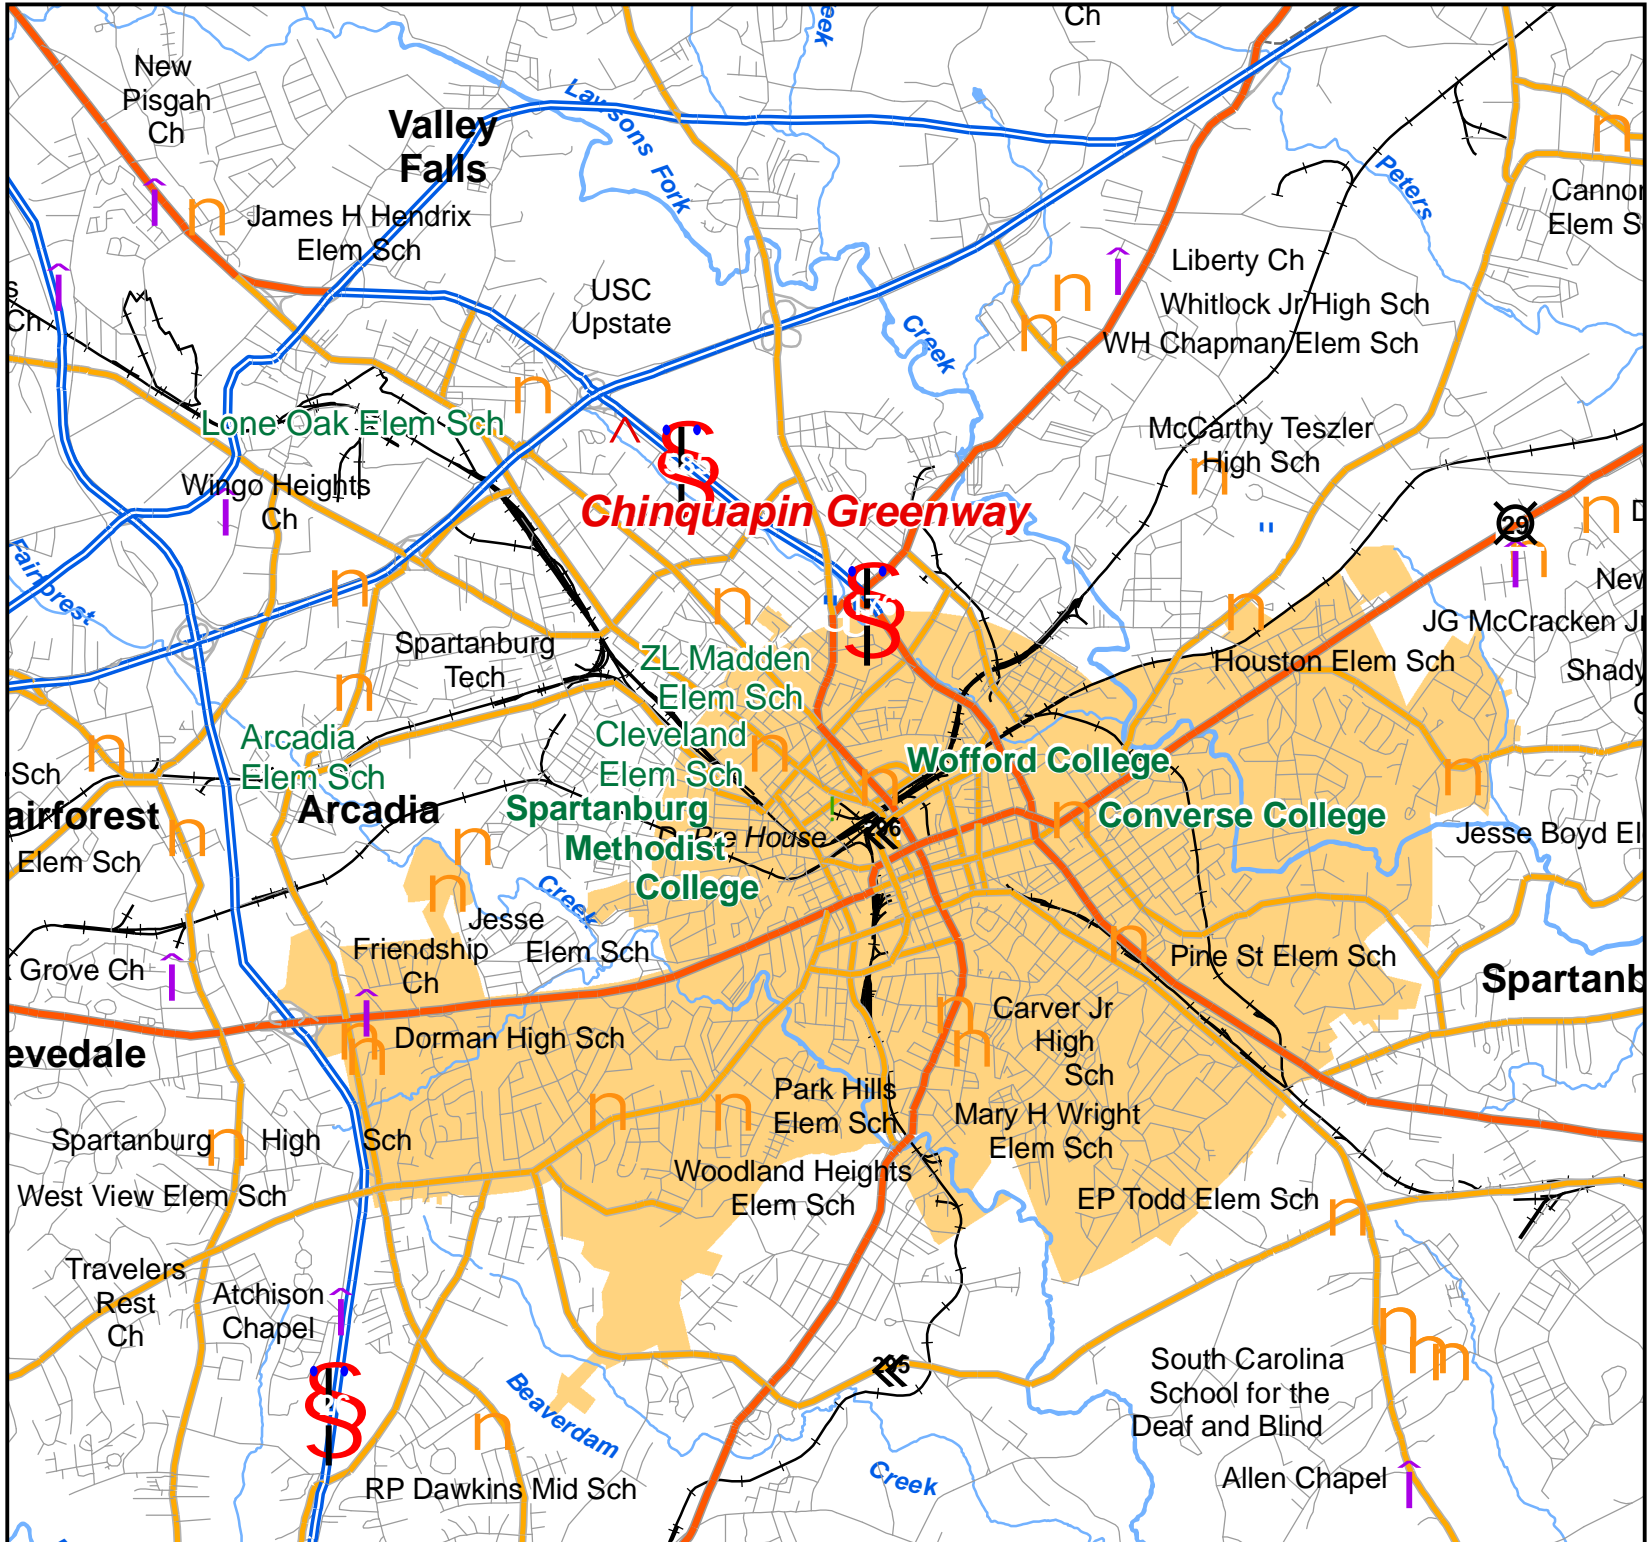 Ch
eek
New
Pisgah
Ch
Valley
Falls
Lawsons Fork
Peters
James H Hendrix
Elem Sch
Cannon
Elem S
Liberty Ch
s
Ch
USC
Upstate
Whitlock Jr High Sch
Creek
WH Chapman Elem Sch
Lone Oak Elem Sch
McCarthy Teszler
High Sch
Wingo Heights
Ch
Chinquapin Greenway
29
D
Fairforest
New
JG McCracken Jr
Spartanburg
Tech
ZL Madden
Elem Sch
Houston Elem Sch
Shady
C
Arcadia
Elem Sch
Cleveland
Elem Sch
Wofford College
Sch
airforest
Elem Sch
Arcadia
Spartanburg
Methodist
College
Converse College
Jesse Boyd El
Creek
Jesse
Elem Sch
Friendship
Ch
Grove Ch
Pine St Elem Sch
Spartanb
Carver Jr
High
Sch
Dorman High Sch
evedale
Park Hills
Elem Sch
Mary H Wright
Elem Sch
Spartanburg High Sch
Woodland Heights
Elem Sch
West View Elem Sch
EP Todd Elem Sch
Travelers
Rest
Ch
Atchison
Chapel
295
South Carolina
School for the
Deaf and Blind
Beaverdam
Creek
RP Dawkins Mid Sch
Allen Chapel